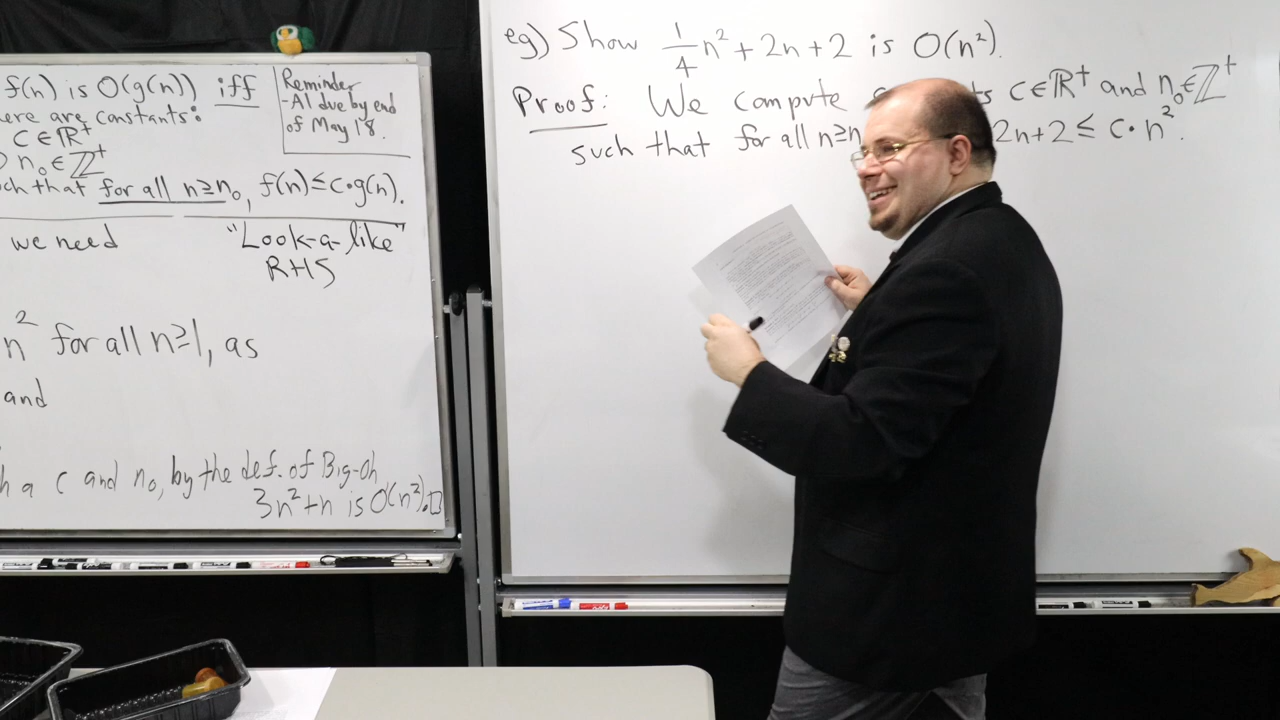 f(n) is O(g(n)) iff
ere are constants:
c∈ℝ⁺
n₀∈ℤ⁺
ch that for all n≥n₀, f(n)≤c•g(n).
Reminder
-A1 due by end
of May 18.
we need
"Look-a-like"
RHS
n² for all n≥1, as
and
h a c and n₀, by the def. of Big-Oh
3n²+n is O(n²).□
eg) Show 1/4 n² + 2n + 2 is O(n²).
Proof: We compute ts c∈ℝ⁺ and n₀∈ℤ⁺
such that for all n≥n 2n+2 ≤ c•n².